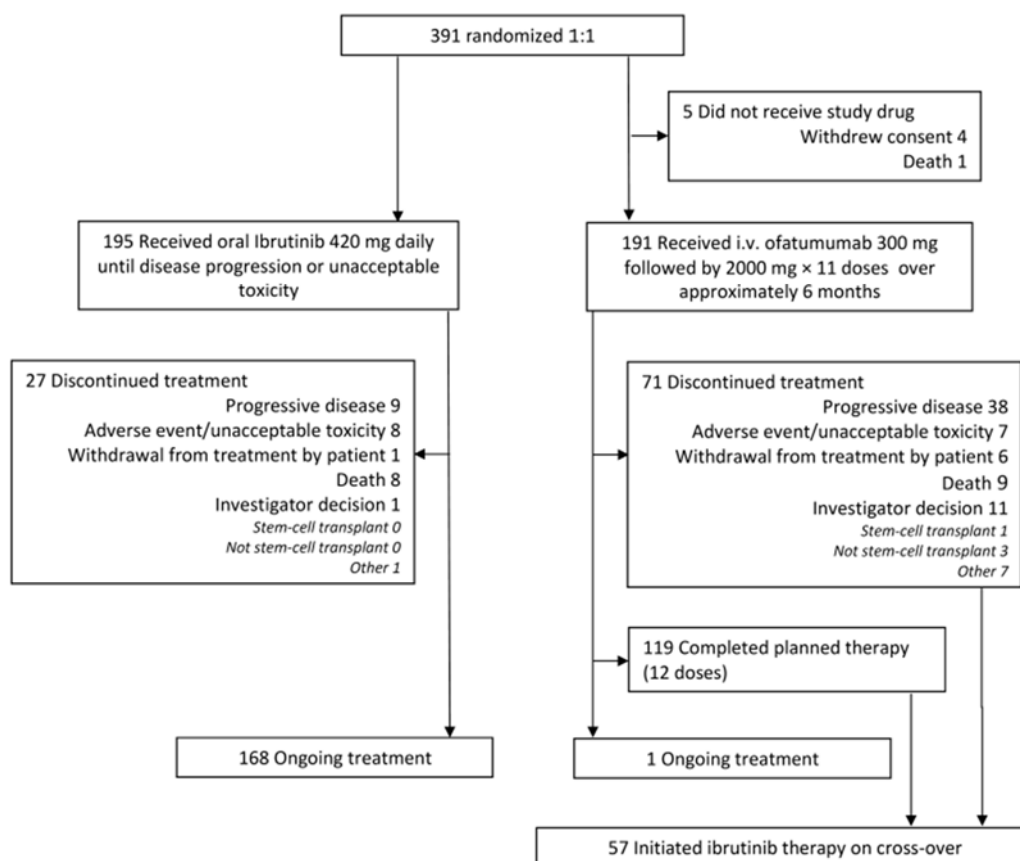 391 randomized 1:1
5 Did not receive study drug
Withdrew consent 4
Death 1
195 Received oral Ibrutinib 420 mg daily
until disease progression or unacceptable
toxicity
191 Received i.v. ofatumumab 300 mg
followed by 2000 mg × 11 doses over
approximately 6 months
27 Discontinued treatment
Progressive disease 9
Adverse event/unacceptable toxicity 8
Withdrawal from treatment by patient 1
Death 8
Investigator decision 1
Stem-cell transplant 0
Not stem-cell transplant 0
Other 1
71 Discontinued treatment
Progressive disease 38
Adverse event/unacceptable toxicity 7
Withdrawal from treatment by patient 6
Death 9
Investigator decision 11
Stem-cell transplant 1
Not stem-cell transplant 3
Other 7
119 Completed planned therapy
(12 doses)
168 Ongoing treatment
1 Ongoing treatment
57 Initiated ibrutinib therapy on cross-over